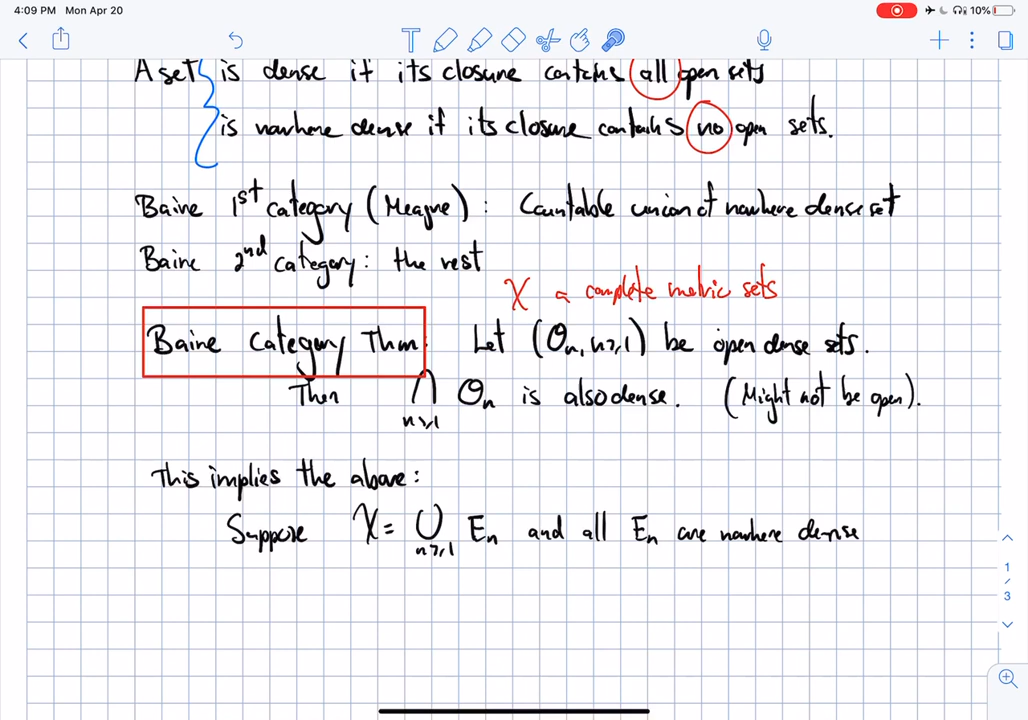 4:09 PM Mon Apr 20
10%
A set is dense if its closure contains all open sets
is nowhere dense if its closure contains no open sets.
Baire 1st category (Meagre): Countable union of nowhere dense set
Baire 2nd category: the rest
X a complete metric sets
Baire Category Thm. Let (O_n, n≥1) be open dense sets.
Then ⋂_{n≥1} O_n is also dense. (Might not be open).
This implies the above:
Suppose X = ⋃_{n≥1} E_n and all E_n are nowhere dense
1
/
3